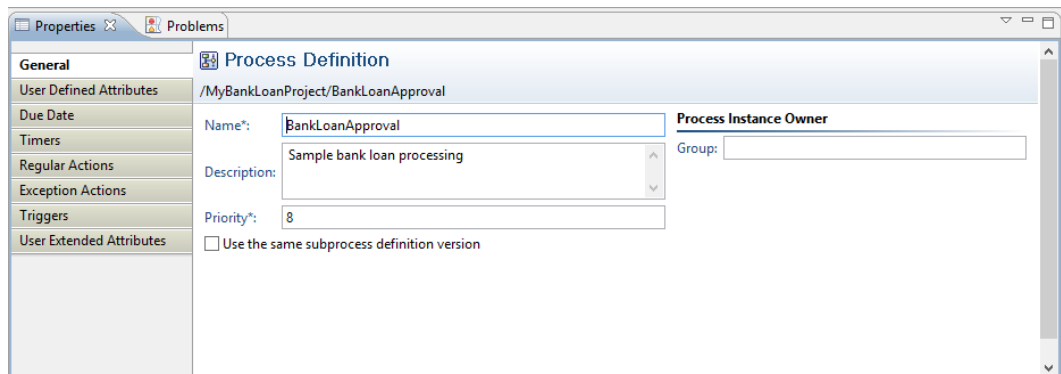 Properties
Problems
General
User Defined Attributes
Due Date
Timers
Regular Actions
Exception Actions
Triggers
User Extended Attributes
Process Definition
/MyBankLoanProject/BankLoanApproval
Name*: BankLoanApproval
Description: Sample bank loan processing
Priority*: 8
Use the same subprocess definition version
Process Instance Owner
Group: